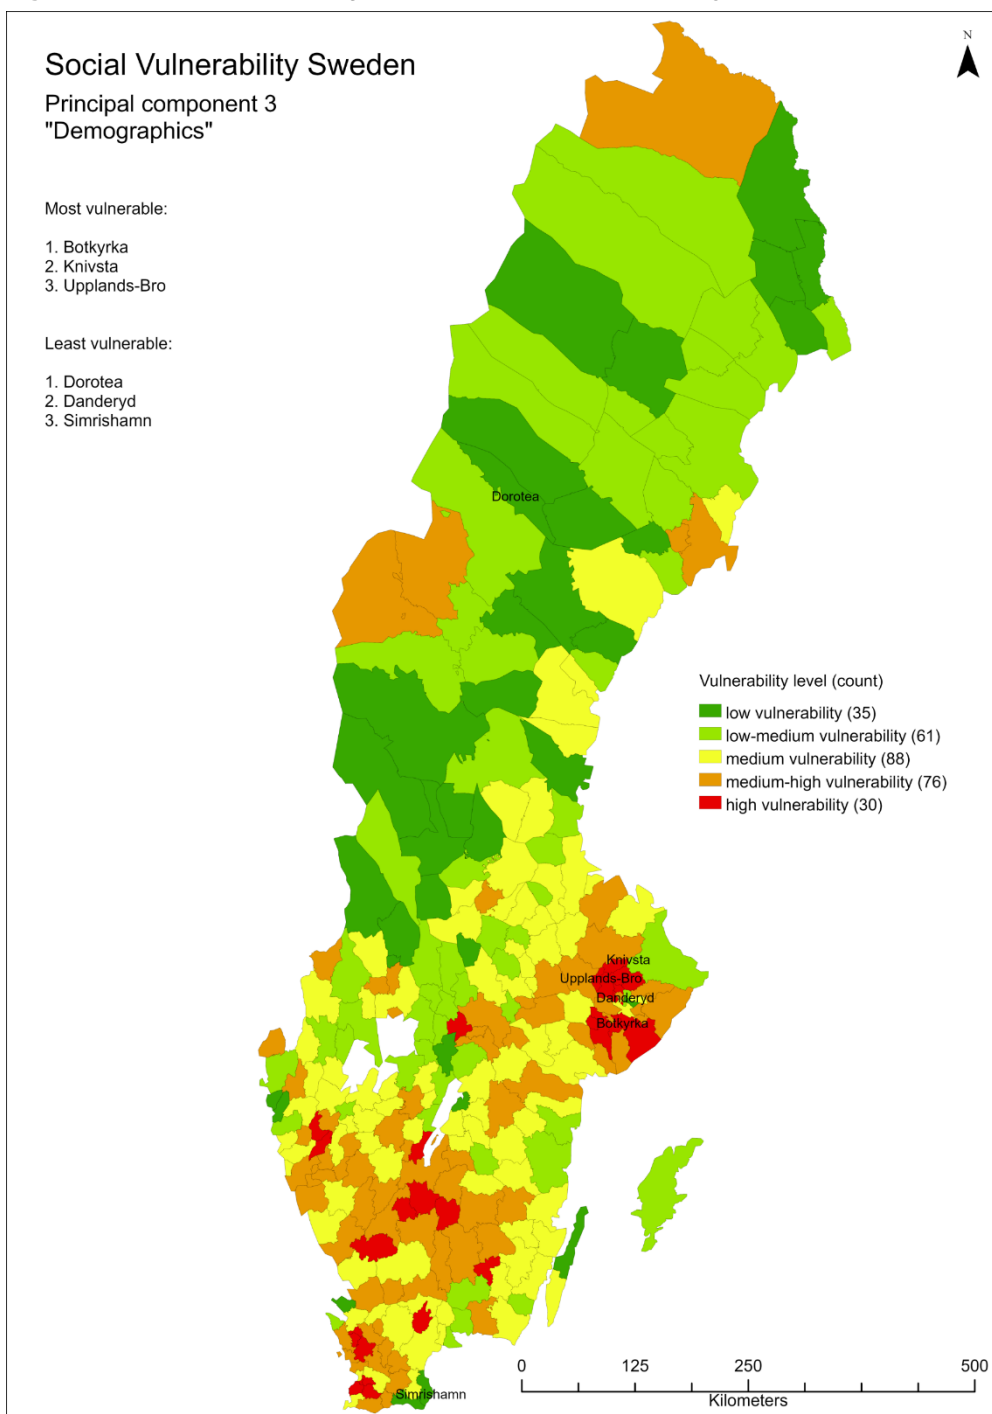 N
Social Vulnerability Sweden
Principal component 3
"Demographics"
Most vulnerable:
1. Botkyrka
2. Knivsta
3. Upplands-Bro
Least vulnerable:
1. Dorotea
2. Danderyd
3. Simrishamn
Dorotea
Vulnerability level (count)
low vulnerability (35)
low-medium vulnerability (61)
medium vulnerability (88)
medium-high vulnerability (76)
high vulnerability (30)
Knivsta
Upplands-Bro
Danderyd
Botkyrka
Simrishamn
0 125 250 500
Kilometers